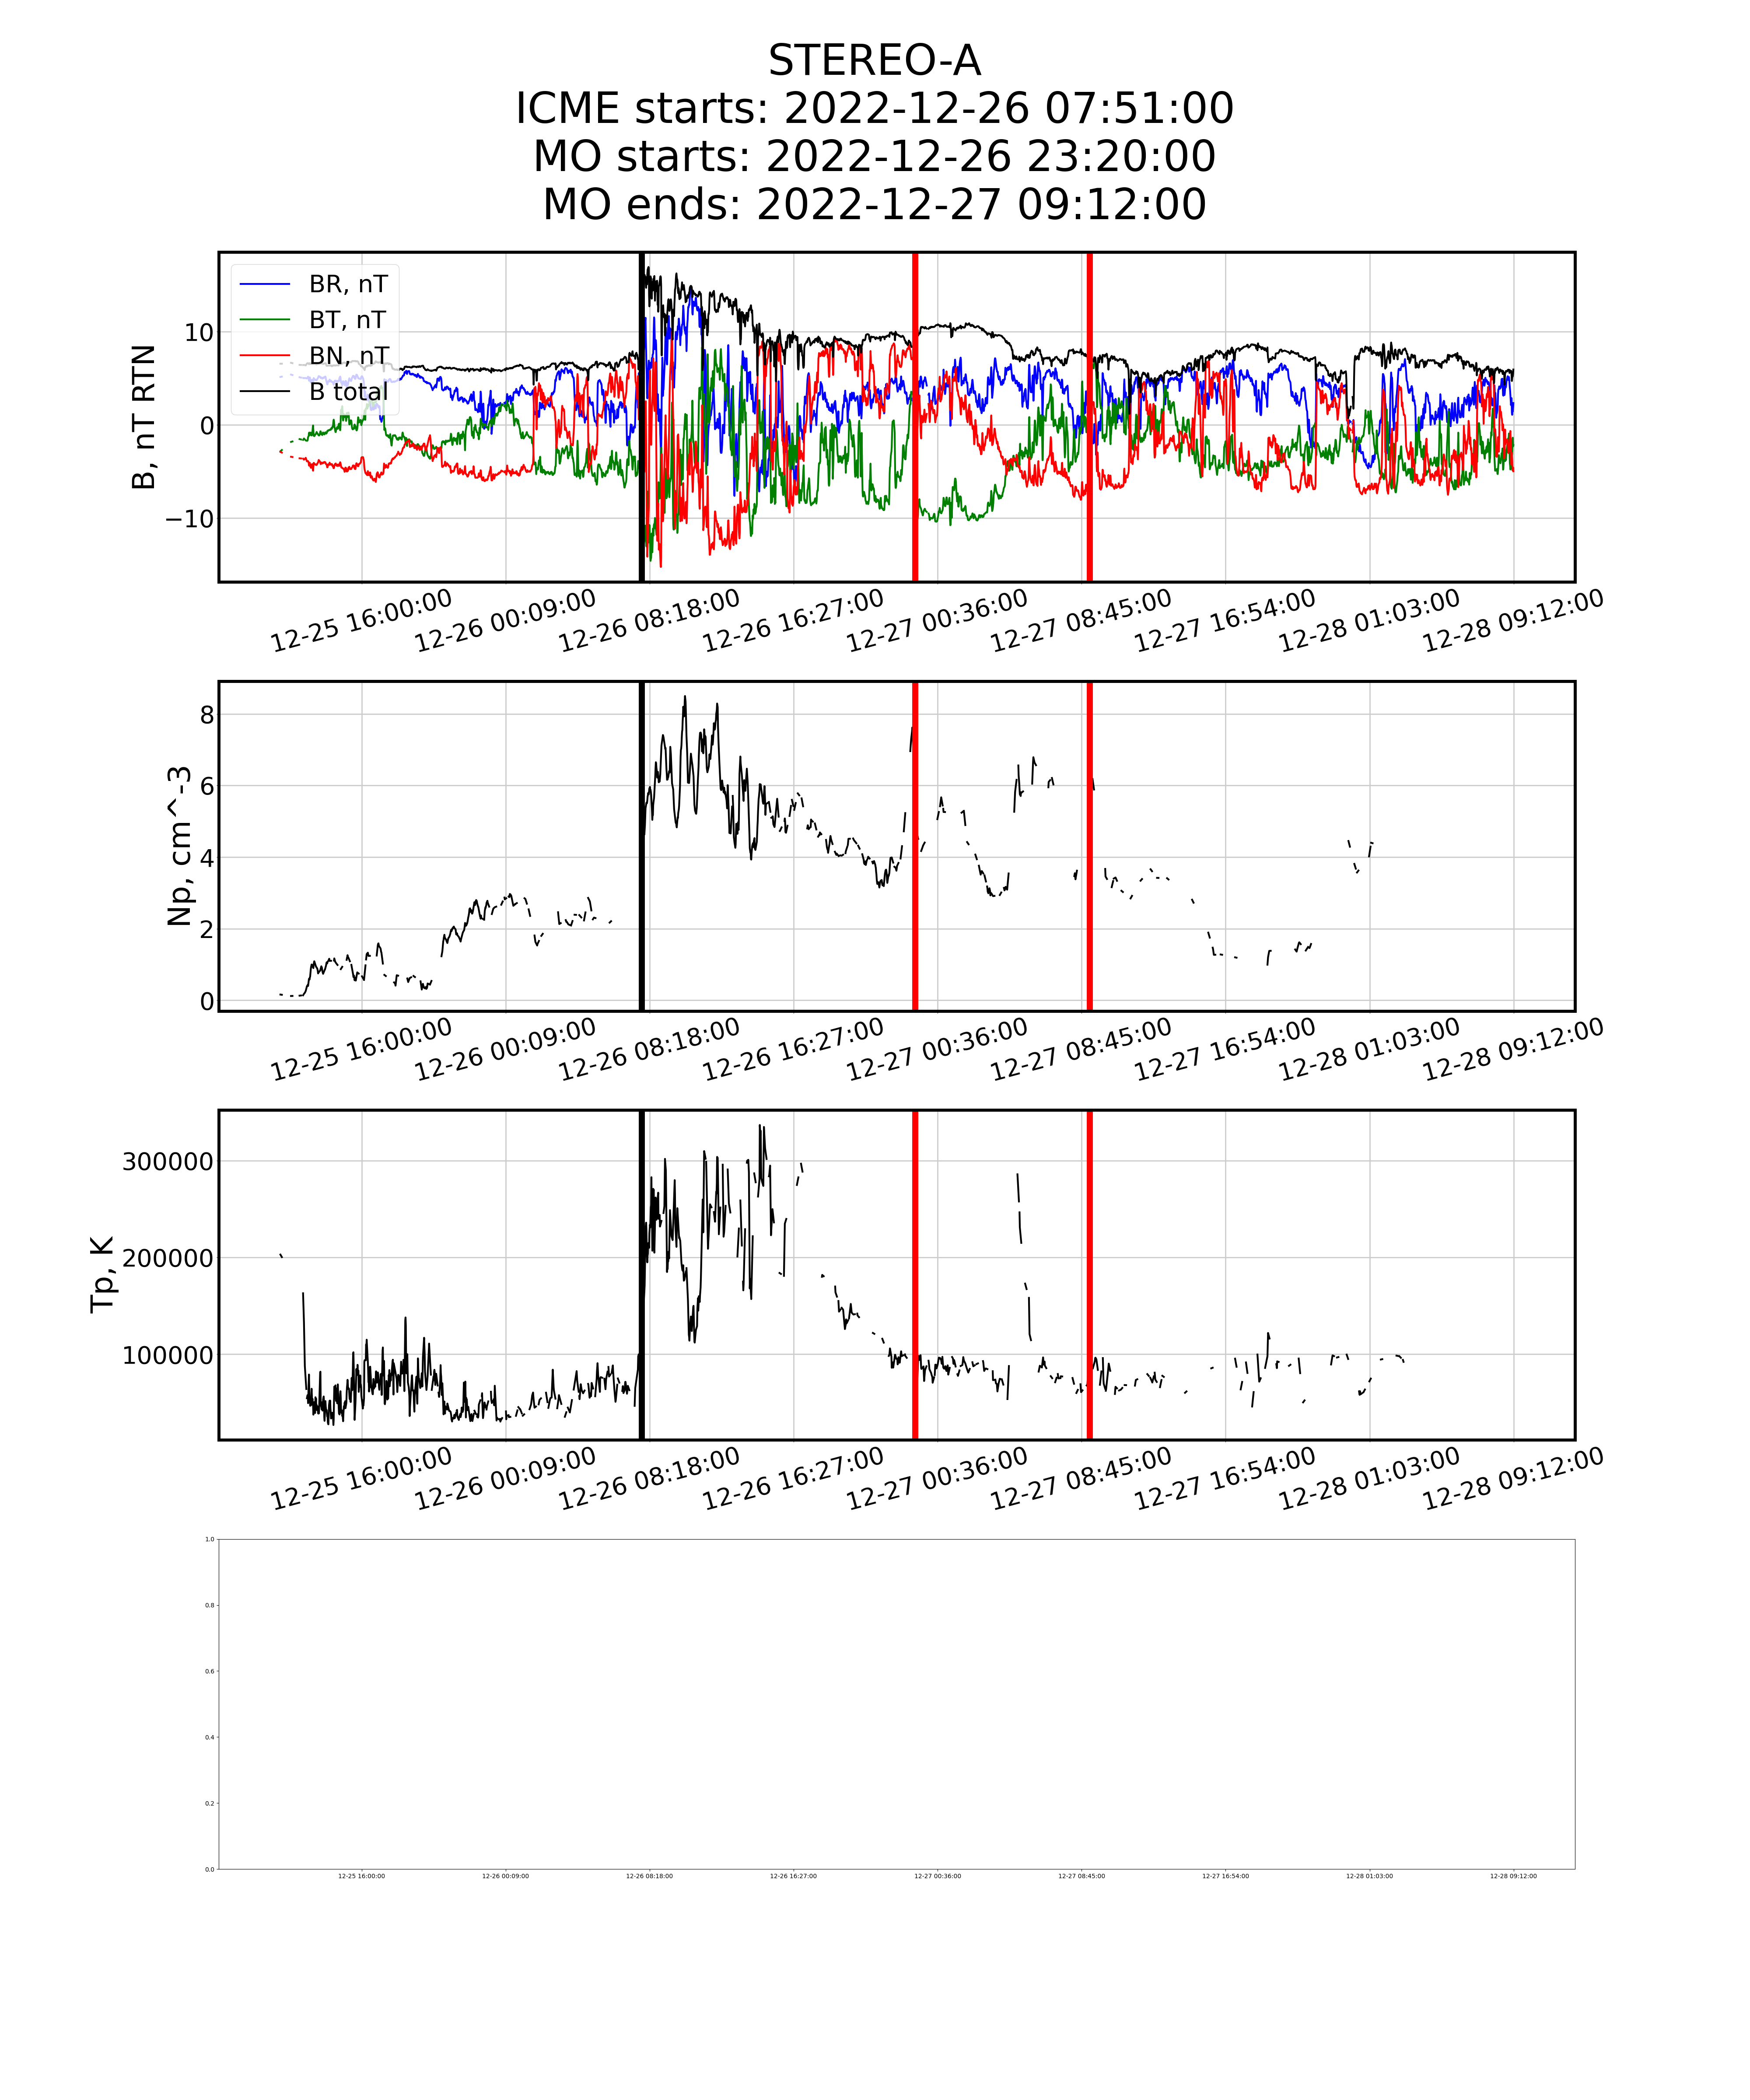 STEREO-A
ICME starts: 2022-12-26 07:51:00
MO starts: 2022-12-26 23:20:00
MO ends: 2022-12-27 09:12:00
BR, nT
BT, nT
BN, nT
B total
B, nT RTN
10
0
−10
12-25 16:00:00 12-26 00:09:00 12-26 08:18:00 12-26 16:27:00 12-27 00:36:00 12-27 08:45:00 12-27 16:54:00 12-28 01:03:00 12-28 09:12:00
Np, cm^-3
8
6
4
2
0
12-25 16:00:00 12-26 00:09:00 12-26 08:18:00 12-26 16:27:00 12-27 00:36:00 12-27 08:45:00 12-27 16:54:00 12-28 01:03:00 12-28 09:12:00
Tp, K
300000
200000
100000
12-25 16:00:00 12-26 00:09:00 12-26 08:18:00 12-26 16:27:00 12-27 00:36:00 12-27 08:45:00 12-27 16:54:00 12-28 01:03:00 12-28 09:12:00
1.0
0.8
0.6
0.4
0.2
0.0
12-25 16:00:00 12-26 00:09:00 12-26 08:18:00 12-26 16:27:00 12-27 00:36:00 12-27 08:45:00 12-27 16:54:00 12-28 01:03:00 12-28 09:12:00